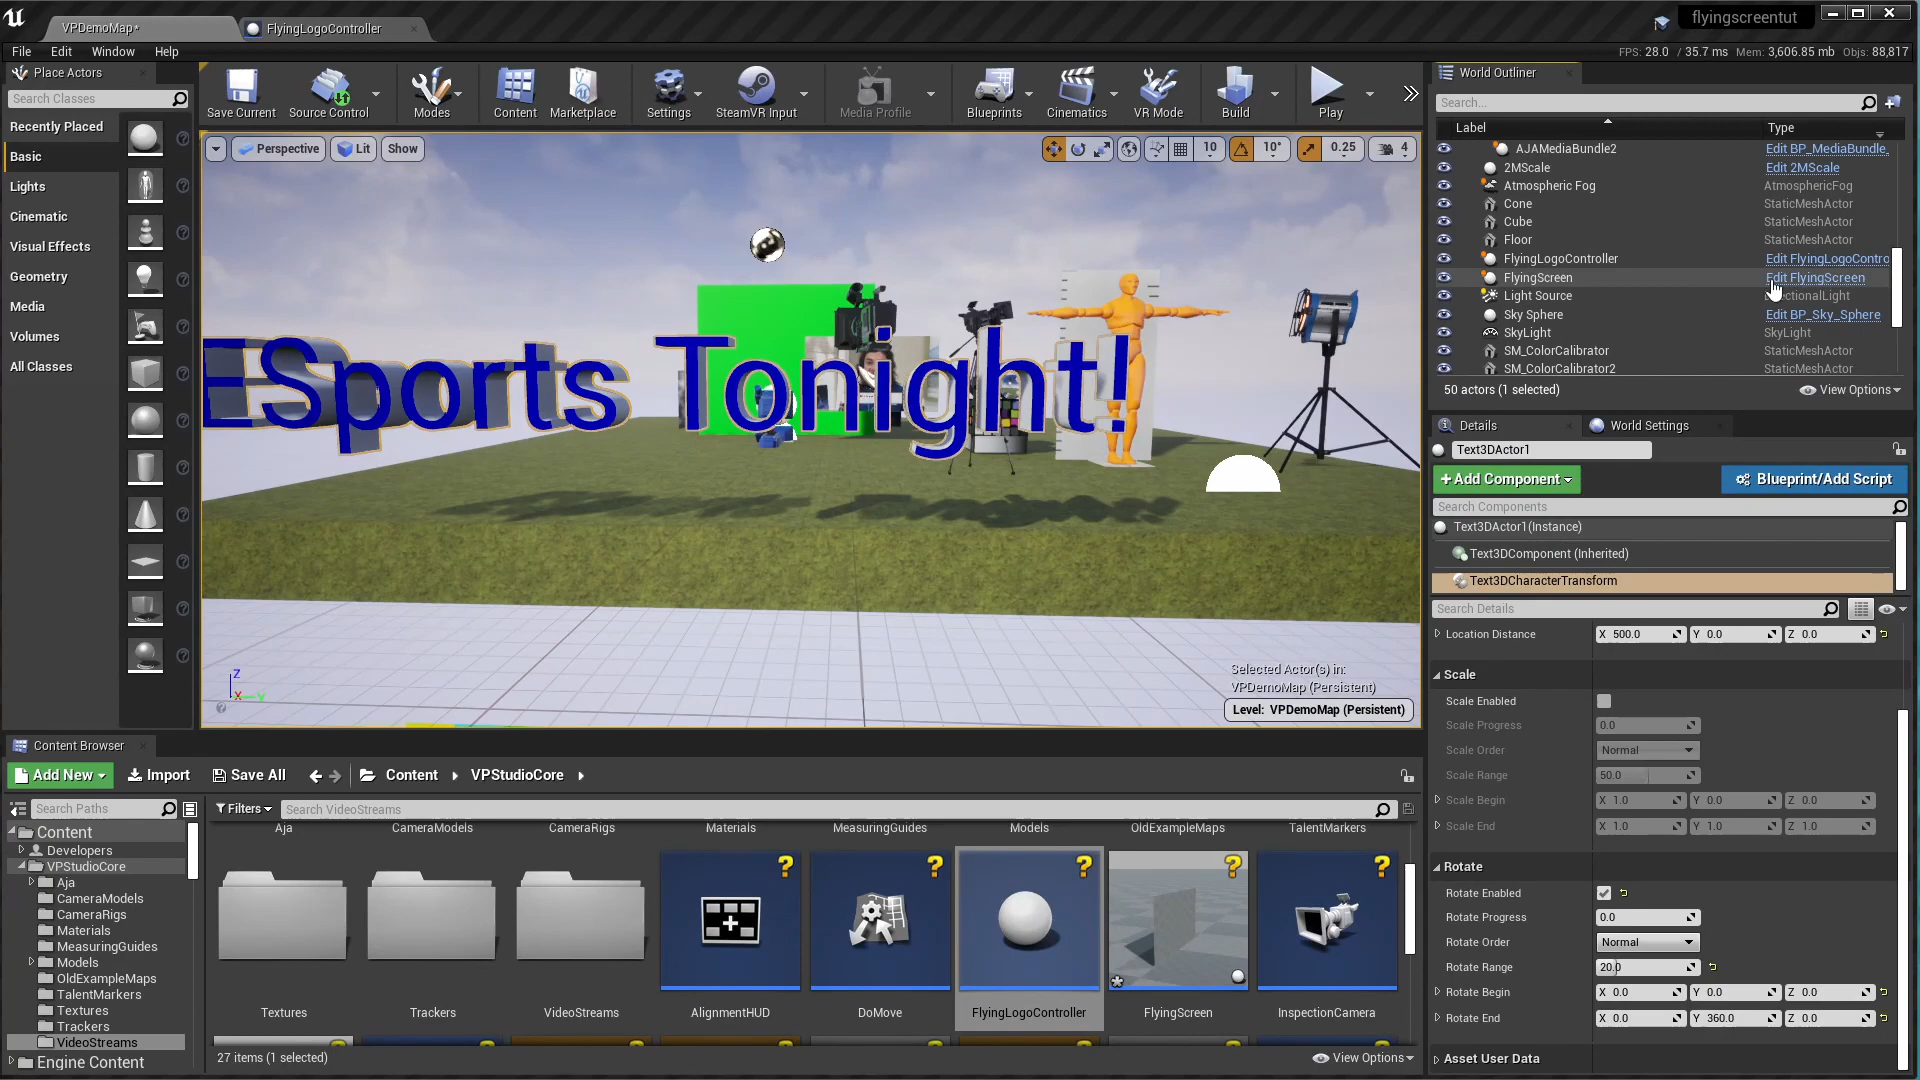 VPDemoMap*
FlyingLogoController
flyingscreentut
File Edit Window Help
FPS: 28.0 / 35.7 ms Mem: 3,606.85 mb Objs: 88,817
Place Actors
Search Classes
Recently Placed
Basic
Lights
Cinematic
Visual Effects
Geometry
Media
Volumes
All Classes
Save Current
Source Control
Modes
Content
Marketplace
Settings
SteamVR Input
Media Profile
Blueprints
Cinematics
VR Mode
Build
Play
Perspective
Lit
Show
10
10°
0.25
4
ESports Tonight!
Z
X Y
Selected Actor(s) in:
VPDemoMap (Persistent)
Level: VPDemoMap (Persistent)
World Outliner
Search...
Label Type
AJAMediaBundle2 Edit BP_MediaBundle_
2MScale Edit 2MScale
Atmospheric Fog AtmosphericFog
Cone StaticMeshActor
Cube StaticMeshActor
Floor StaticMeshActor
FlyingLogoController Edit FlyingLogoContro
FlyingScreen Edit FlyingScreen
Light Source ectionalLight
Sky Sphere Edit BP_Sky_Sphere
SkyLight SkyLight
SM_ColorCalibrator StaticMeshActor
SM_ColorCalibrator2 StaticMeshActor
50 actors (1 selected)
View Options
Details
World Settings
Text3DActor1
+Add Component
Blueprint/Add Script
Search Components
Text3DActor1(Instance)
Text3DComponent (Inherited)
Text3DCharacterTransform
Search Details
Location Distance X 500.0 Y 0.0 Z 0.0
Scale
Scale Enabled
Scale Progress 0.0
Scale Order Normal
Scale Range 50.0
Scale Begin X 1.0 Y 0.0 Z 0.0
Scale End X 1.0 Y 1.0 Z 1.0
Rotate
Rotate Enabled
Rotate Progress 0.0
Rotate Order Normal
Rotate Range 20.0
Rotate Begin X 0.0 Y 0.0 Z 0.0
Rotate End X 0.0 Y 360.0 Z 0.0
Asset User Data
Content Browser
Add New
Import
Save All
Content
VPStudioCore
Search Paths
Filters
Search VideoStreams
Content
Developers
VPStudioCore
Aja
CameraModels
CameraRigs
Materials
MeasuringGuides
Models
OldExampleMaps
TalentMarkers
Textures
Trackers
VideoStreams
Engine Content
Aja
CameraModels
CameraRigs
Materials
MeasuringGuides
Models
OldExampleMaps
TalentMarkers
Textures
Trackers
VideoStreams
AlignmentHUD
DoMove
FlyingLogoController
FlyingScreen
InspectionCamera
27 items (1 selected)
View Options